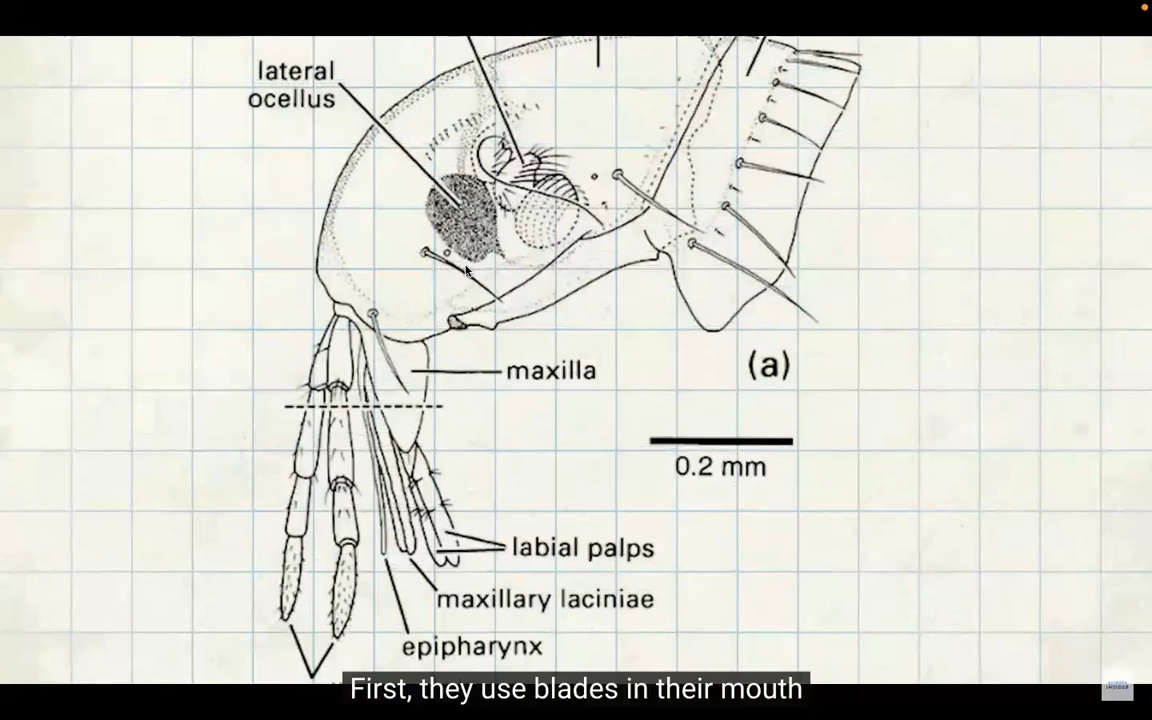 lateral
ocellus
maxilla
(a)
0.2 mm
labial palps
maxillary laciniae
epipharynx
First, they use blades in their mouth